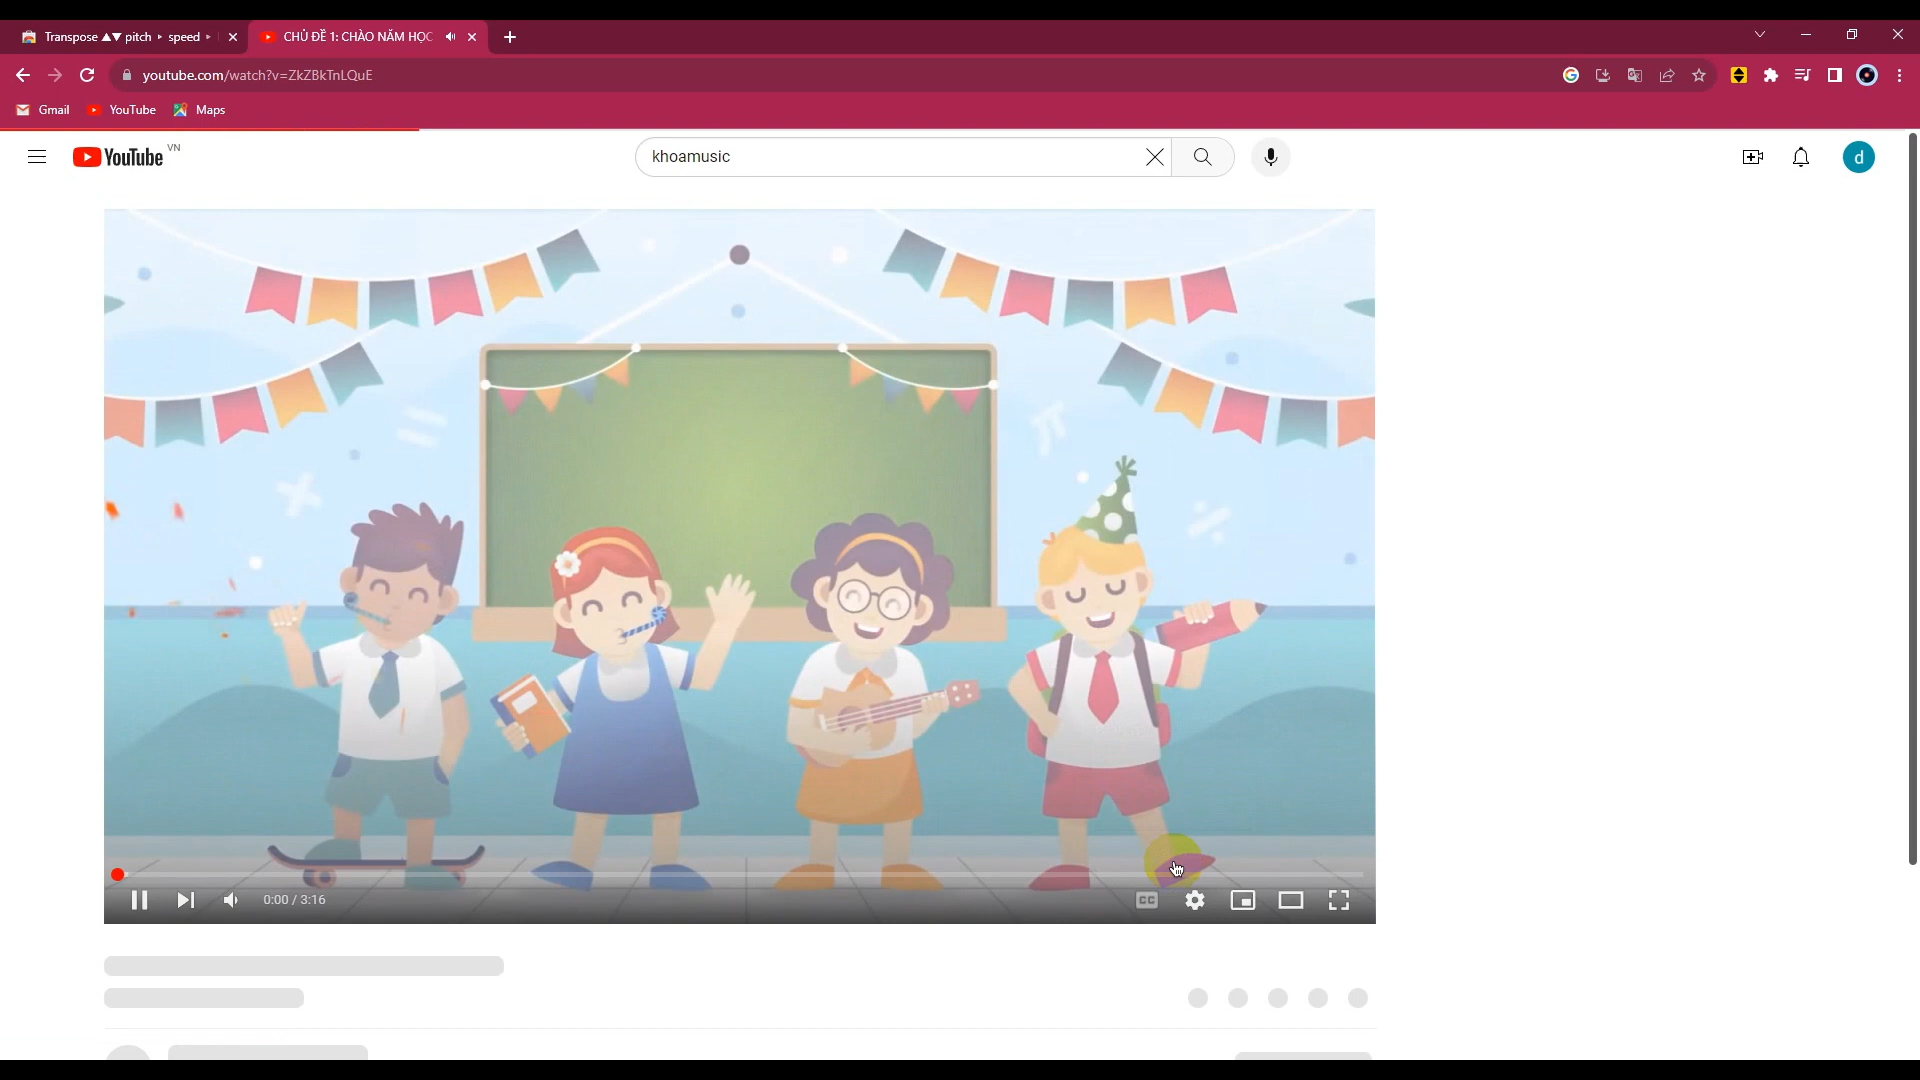 Transpose ▲▼ pitch ▸ speed ▸
CHỦ ĐỀ 1: CHÀO NĂM HỌC
youtube.com/watch?v=ZkZBkTnLQuE
Gmail
YouTube
Maps
YouTube VN
khoamusic
d
0:00 / 3:16
CC